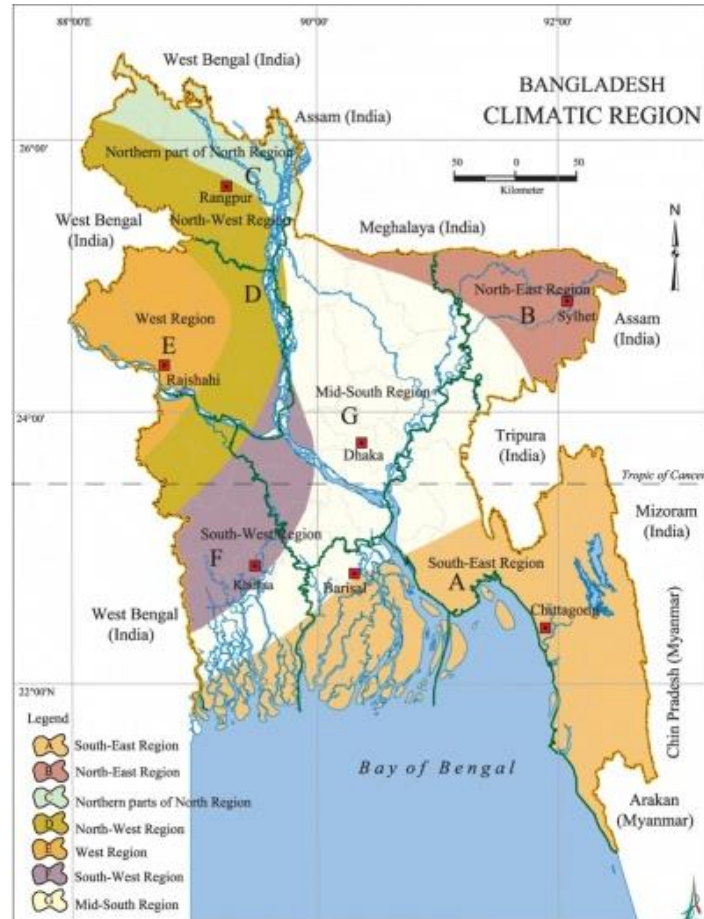 88°00'E
90°00'
92°00'
West Bengal (India)
BANGLADESH
CLIMATIC REGION
Assam (India)
26°00'
50 0 50
Kilometer
Northern part of North Region
C
Rangpur
N
North-West Region
West Bengal
(India)
Meghalaya (India)
D
North-East Region
B
Sylhet
Assam
(India)
West Region
E
Rajshahi
Mid-South Region
24°00'
G
Dhaka
Tripura
(India)
Tropic of Cancer
Mizoram
(India)
South-West Region
F
Khulna
South-East Region
A
Barisal
West Bengal
(India)
Chittagong
Chin Pradesh (Myanmar)
22°00'N
Legend
A South-East Region
B North-East Region
C Northern parts of North Region
D North-West Region
E West Region
South-West Region
G Mid-South Region
Bay of Bengal
Arakan
(Myanmar)